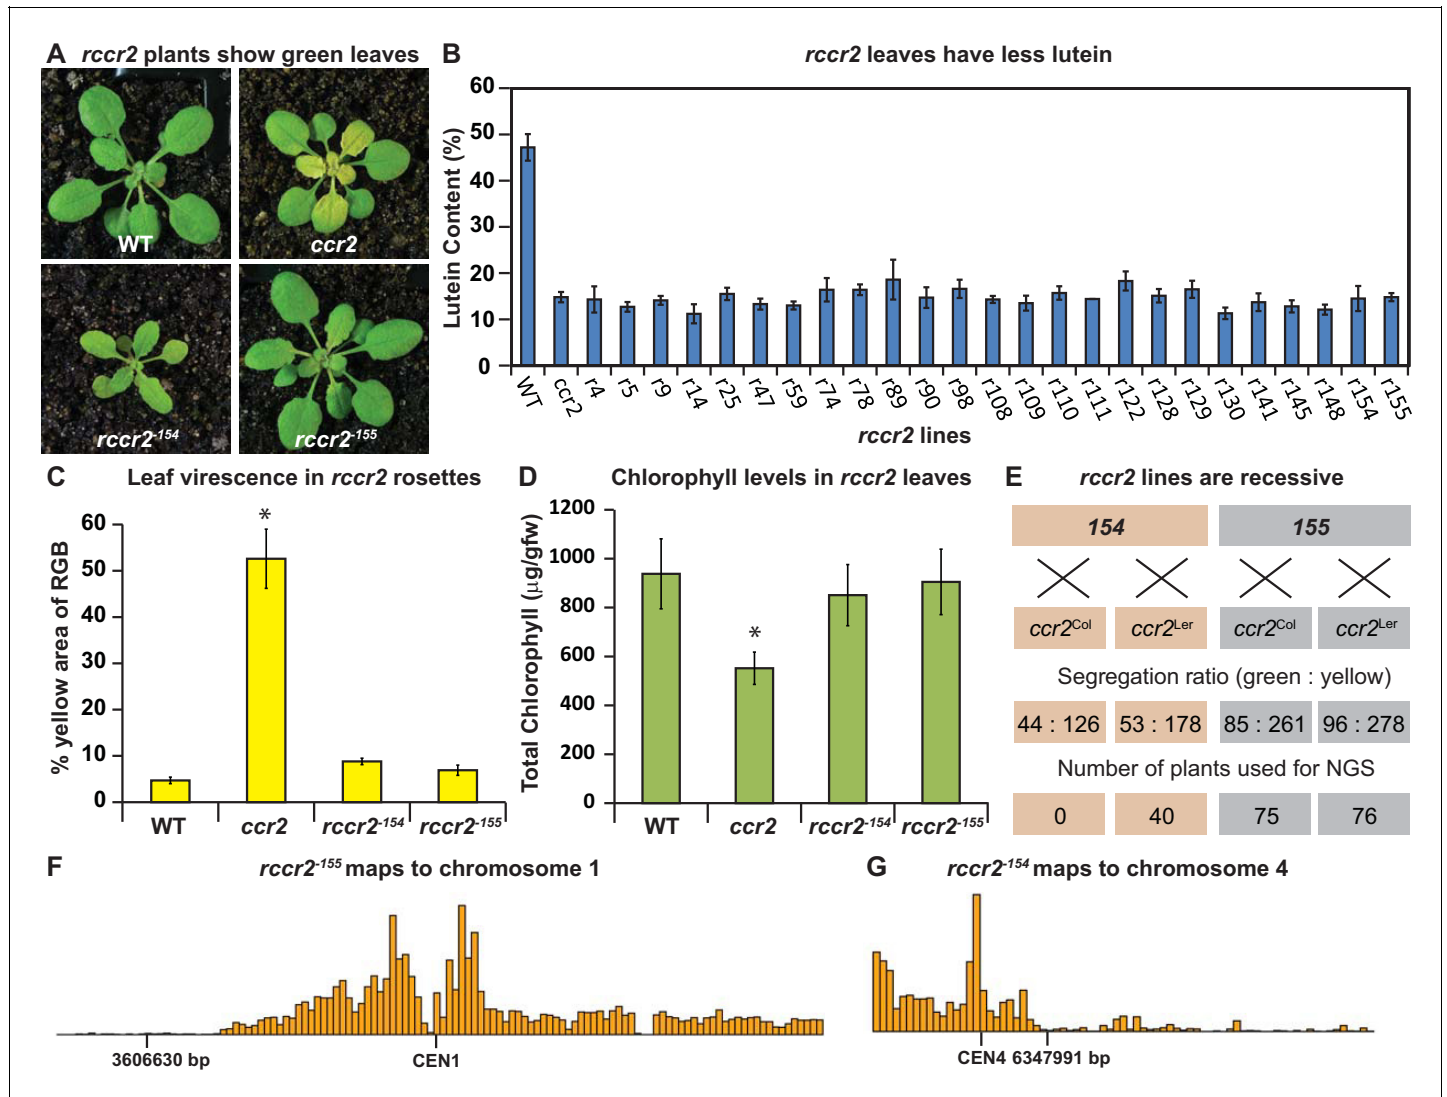 A rccr2 plants show green leaves
WT
ccr2
rccr2-154
rccr2-155
B rccr2 leaves have less lutein
Lutein Content (%)
60
50
40
30
20
10
0
WT ccr2 r4 r5 r9 r14 r25 r47 r59 r74 r78 r89 r90 r98 r108 r109 r110 r111 r122 r128 r129 r130 r141 r145 r148 r154 r155
rccr2 lines
C Leaf virescence in rccr2 rosettes
% yellow area of RGB
60
50
40
30
20
10
0
*
WT ccr2 rccr2-154 rccr2-155
D Chlorophyll levels in rccr2 leaves
Total Chlorophyll (µg/gfw)
1200
1000
800
600
400
200
0
*
WT ccr2 rccr2-154 rccr2-155
E rccr2 lines are recessive
154 155
ccr2Col ccr2Ler ccr2Col ccr2Ler
Segregation ratio (green : yellow)
44 : 126 53 : 178 85 : 261 96 : 278
Number of plants used for NGS
0 40 75 76
F rccr2-155 maps to chromosome 1
3606630 bp CEN1
G rccr2-154 maps to chromosome 4
CEN4 6347991 bp